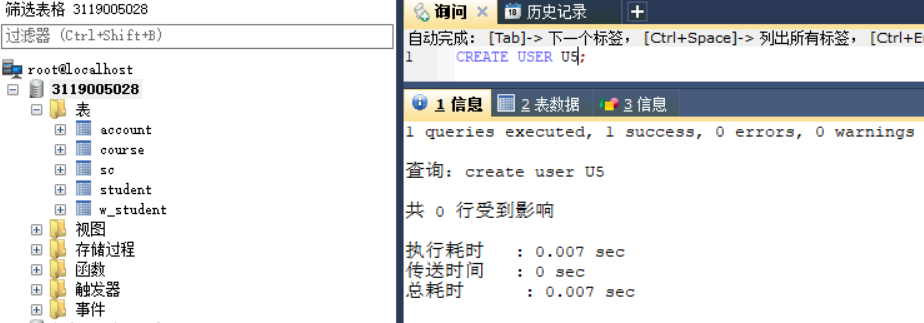 筛选表格 3119005028
过滤器 (Ctrl+Shift+B)
root@localhost
3119005028
表
account
course
sc
student
w_student
视图
存储过程
函数
触发器
事件
询问
历史记录
自动完成: [Tab]-> 下一个标签, [Ctrl+Space]-> 列出所有标签, [Ctrl+E
1 CREATE USER U5;
1 信息
2 表数据
3 信息
1 queries executed, 1 success, 0 errors, 0 warnings
查询: create user U5
共 0 行受到影响
执行耗时 : 0.007 sec
传送时间 : 0 sec
总耗时 : 0.007 sec